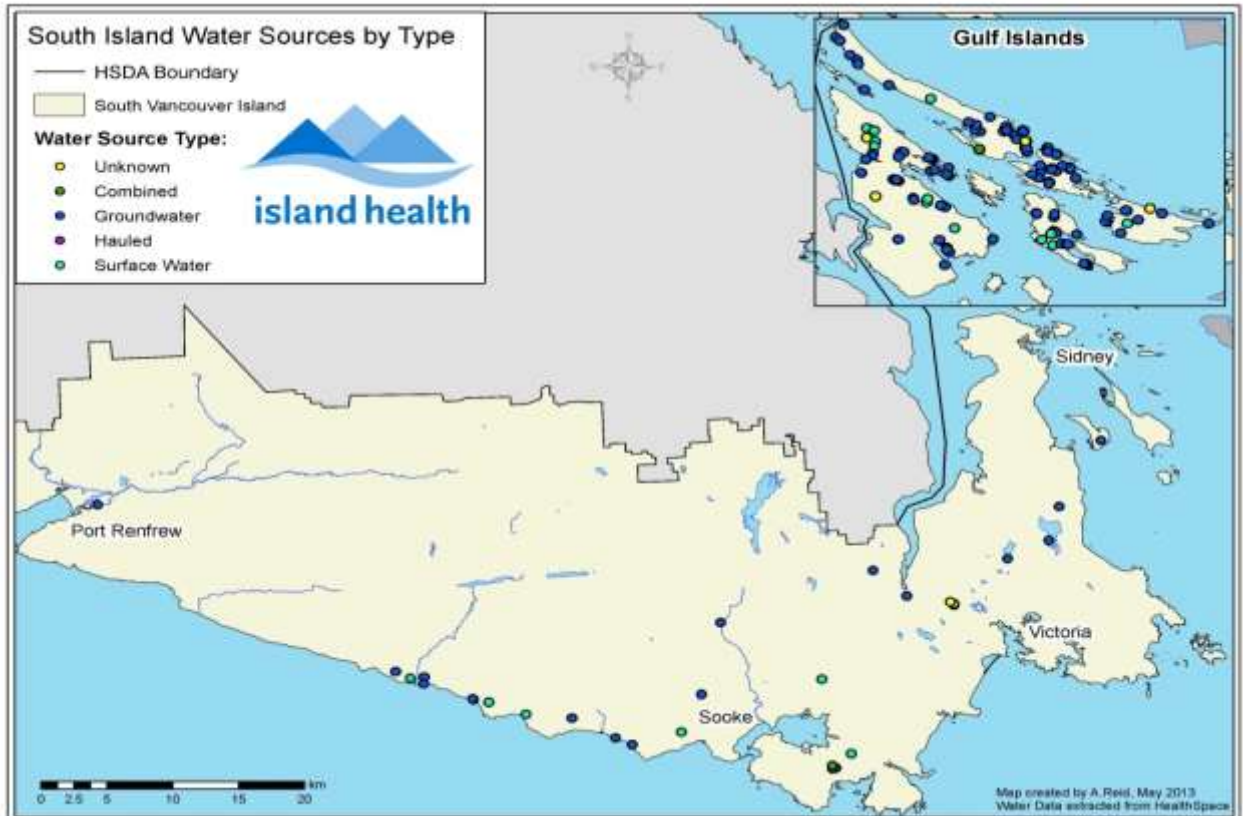 South Island Water Sources by Type
HSDA Boundary
South Vancouver Island
Water Source Type:
Unknown
Combined
Groundwater
Hauled
Surface Water
island health
Gulf Islands
Sidney
Port Renfrew
Victoria
Sooke
km
0 2.5 5 10 15 20
Map created by A.Reid, May 2013
Water Data extracted from HealthSpace